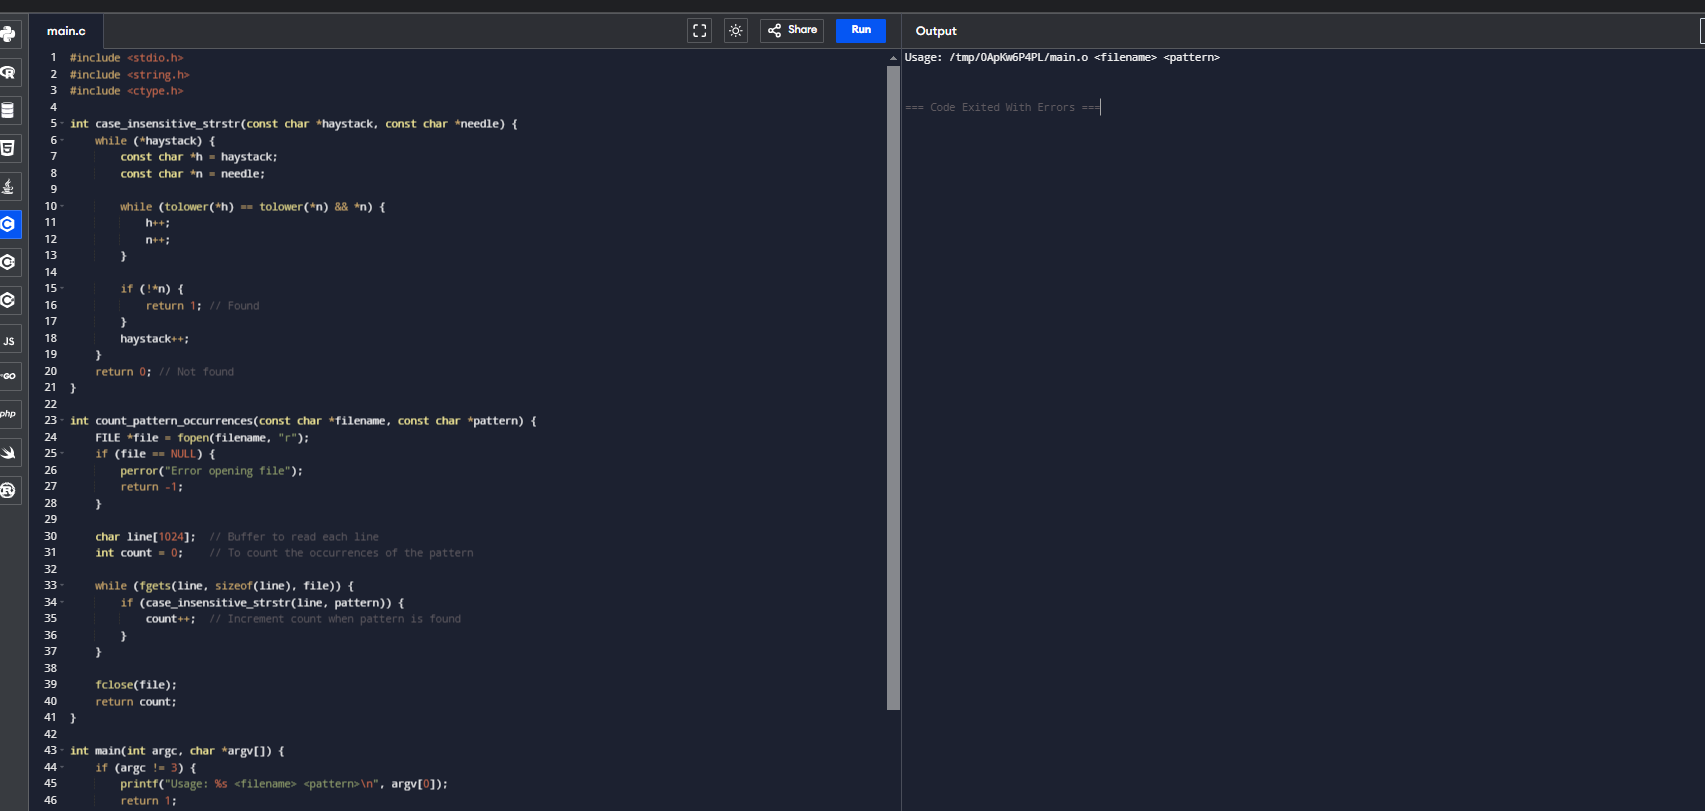 main.c
Share
Run
Output
1 #include <stdio.h>
2 #include <string.h>
3 #include <ctype.h>
4
5 int case_insensitive_strstr(const char *haystack, const char *needle) {
6     while (*haystack) {
7         const char *h = haystack;
8         const char *n = needle;
9
10         while (tolower(*h) == tolower(*n) && *n) {
11             h++;
12             n++;
13         }
14
15         if (!*n) {
16             return 1; // Found
17         }
18         haystack++;
19     }
20     return 0; // Not found
21 }
22
23 int count_pattern_occurrences(const char *filename, const char *pattern) {
24     FILE *file = fopen(filename, "r");
25     if (file == NULL) {
26         perror("Error opening file");
27         return -1;
28     }
29
30     char line[1024];  // Buffer to read each line
31     int count = 0;    // To count the occurrences of the pattern
32
33     while (fgets(line, sizeof(line), file)) {
34         if (case_insensitive_strstr(line, pattern)) {
35             count++;  // Increment count when pattern is found
36         }
37     }
38
39     fclose(file);
40     return count;
41 }
42
43 int main(int argc, char *argv[]) {
44     if (argc != 3) {
45         printf("Usage: %s <filename> <pattern>\n", argv[0]);
46         return 1;
Usage: /tmp/0ApKw6P4PL/main.o <filename> <pattern>
=== Code Exited With Errors ===
R
5
C
C
C
JS
GO
php
R